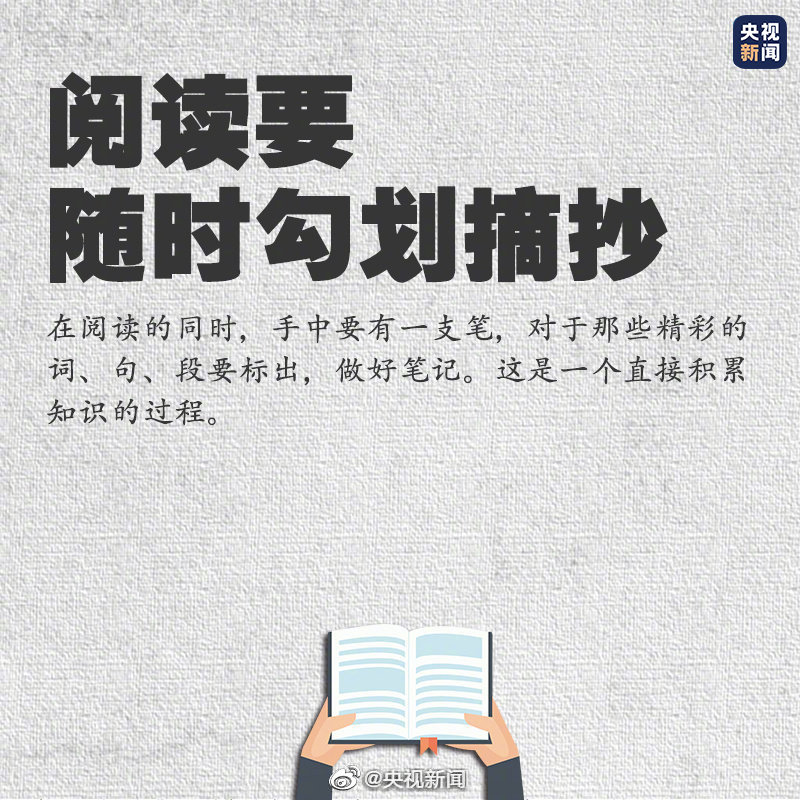 央视
新闻
阅读要
随时勾划摘抄
在阅读的同时，手中要有一支笔，对于那些精彩的
词、句、段要标出，做好笔记。这是一个直接积累
知识的过程。
@央视新闻